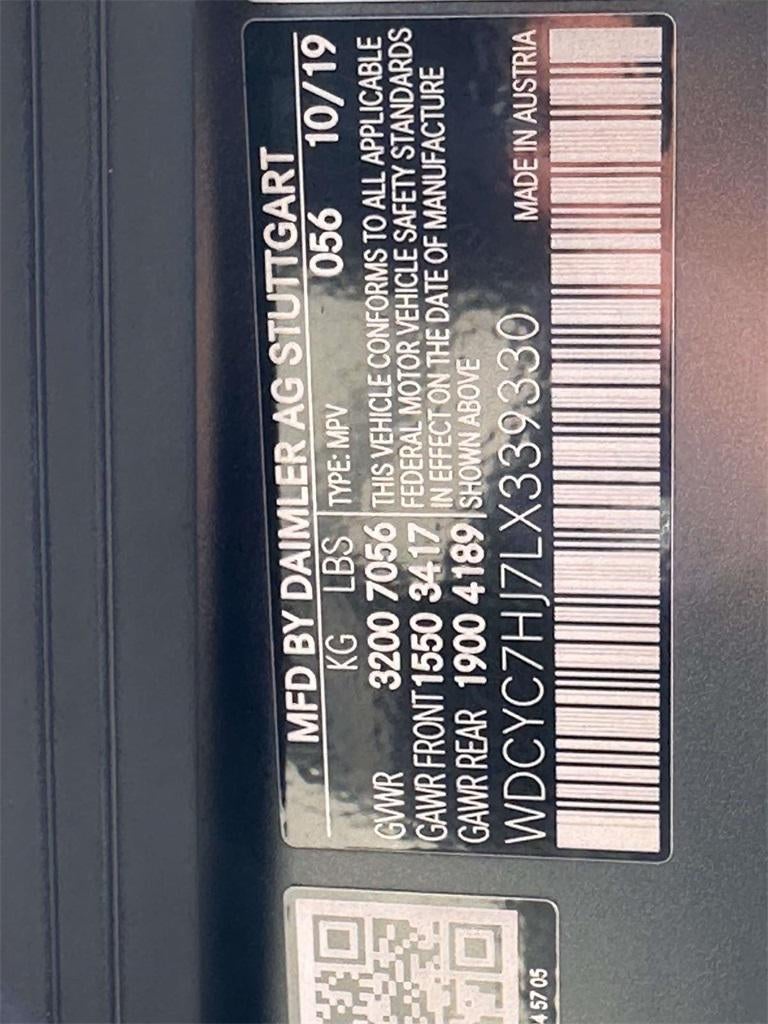 MFD BY DAIMLER AG STUTTGART
KG LBS TYPE: MPV 056 10/19
GVWR 3200 7056 THIS VEHICLE CONFORMS TO ALL APPLICABLE
GAWR FRONT 1550 3417 FEDERAL MOTOR VEHICLE SAFETY STANDARDS
IN EFFECT ON THE DATE OF MANUFACTURE
GAWR REAR 1900 4189 SHOWN ABOVE
WDCYC7HJ7LX339330 MADE IN AUSTRIA
4 57 05